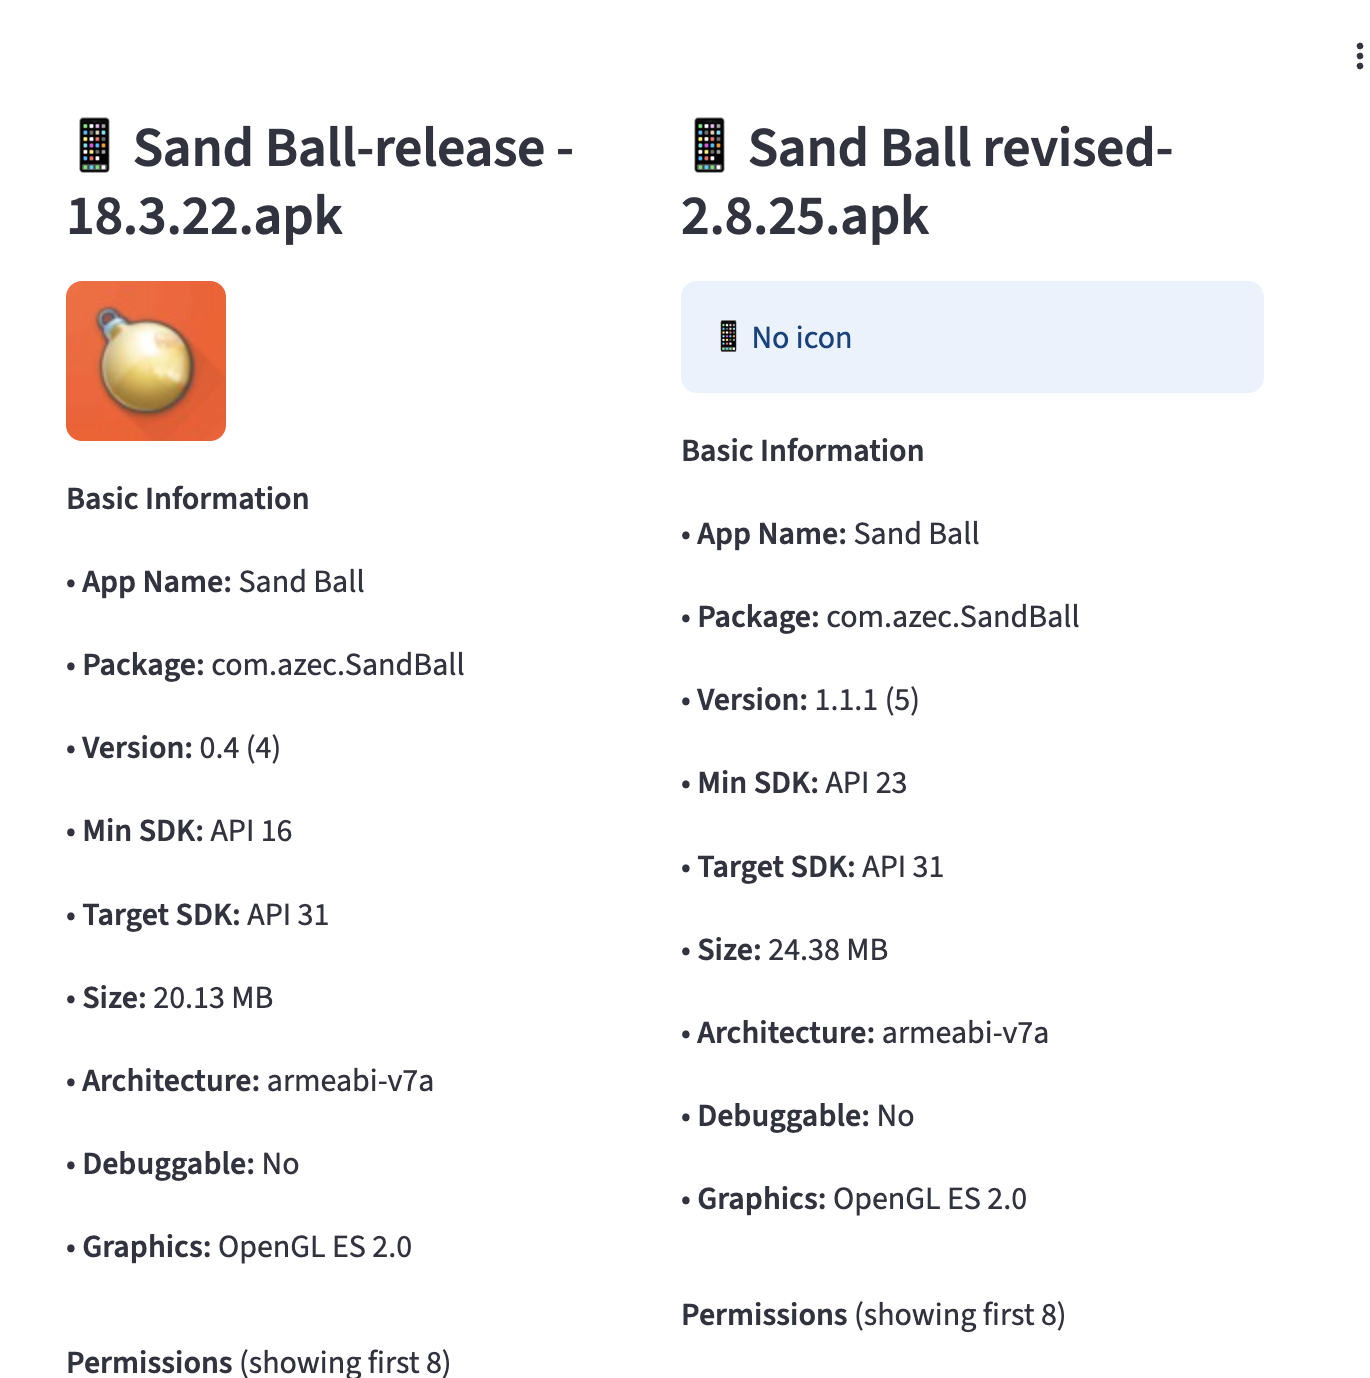 Sand Ball-release -
18.3.22.apk
Basic Information
• App Name: Sand Ball
• Package: com.azec.SandBall
• Version: 0.4 (4)
• Min SDK: API 16
• Target SDK: API 31
• Size: 20.13 MB
• Architecture: armeabi-v7a
• Debuggable: No
• Graphics: OpenGL ES 2.0
Permissions (showing first 8)
Sand Ball revised-
2.8.25.apk
No icon
Basic Information
• App Name: Sand Ball
• Package: com.azec.SandBall
• Version: 1.1.1 (5)
• Min SDK: API 23
• Target SDK: API 31
• Size: 24.38 MB
• Architecture: armeabi-v7a
• Debuggable: No
• Graphics: OpenGL ES 2.0
Permissions (showing first 8)